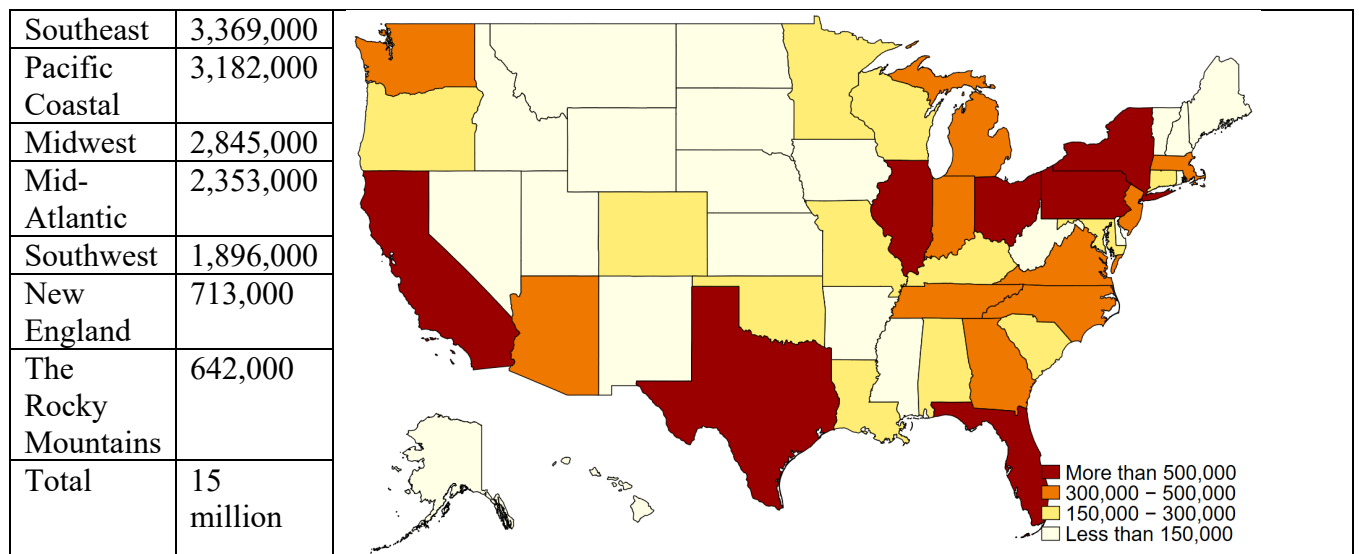 Southeast 3,369,000
Pacific 3,182,000
Coastal
Midwest 2,845,000
Mid- 2,353,000
Atlantic
Southwest 1,896,000
New 713,000
England
The 642,000
Rocky
Mountains
Total 15
million
More than 500,000
300,000 – 500,000
150,000 – 300,000
Less than 150,000